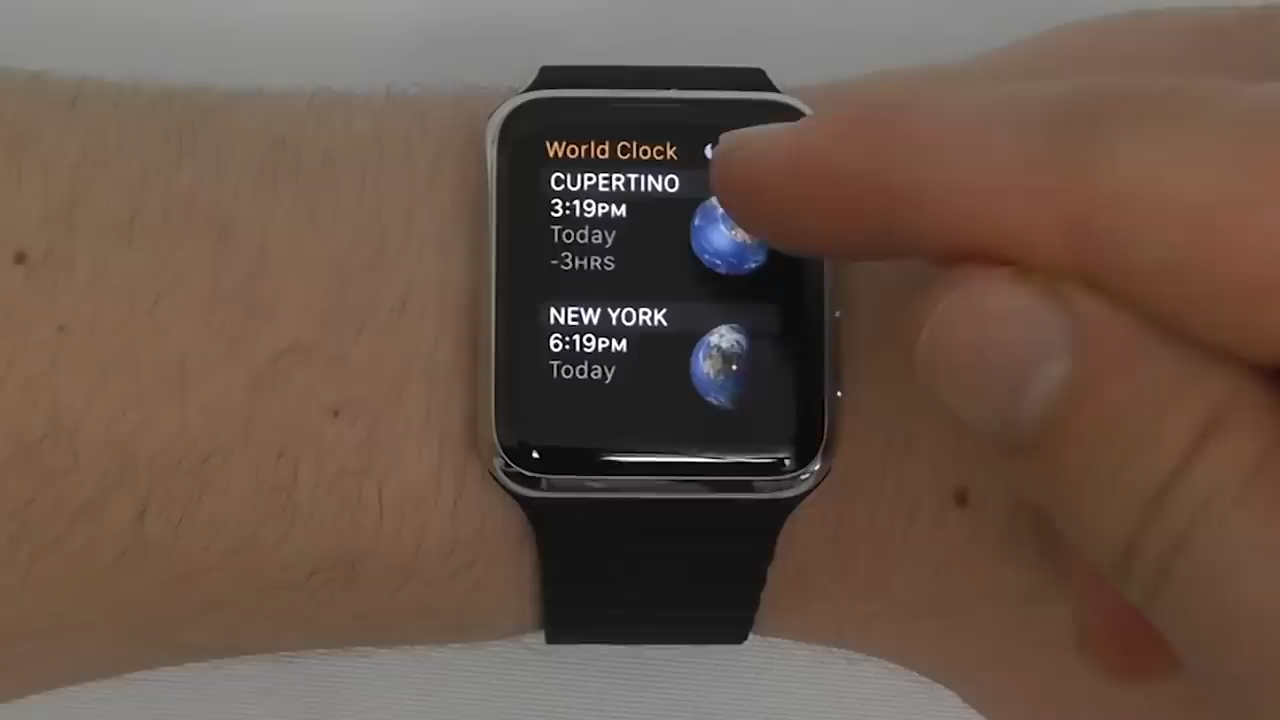 World Clock
CUPERTINO
3:19PM
Today
-3HRS
NEW YORK
6:19PM
Today